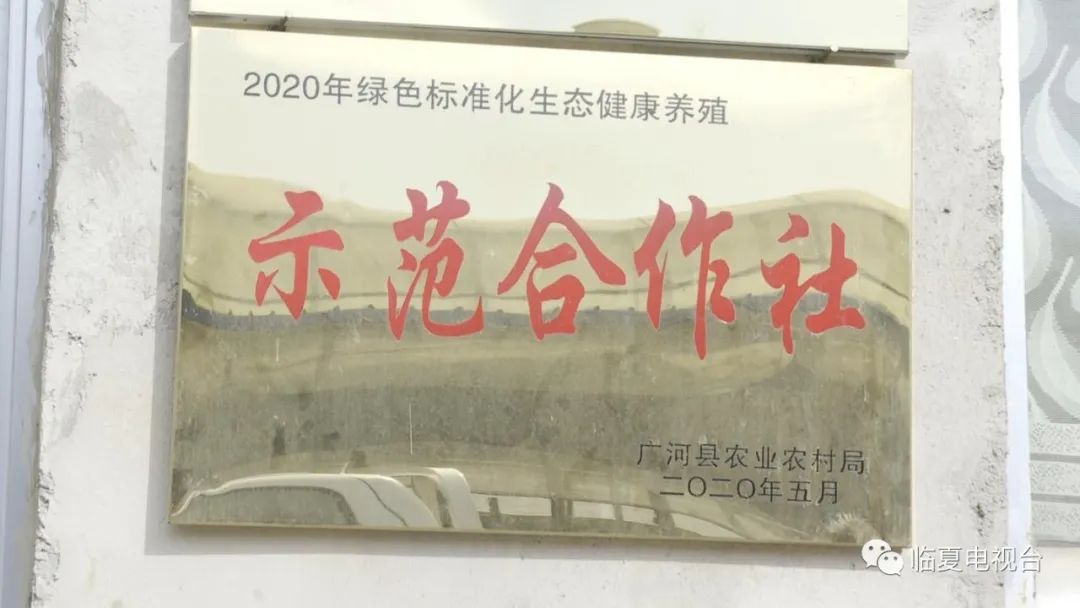 2020年绿色标准化生态健康养殖
示范合作社
广河县农业农村局
二〇二〇年五月
临夏电视台